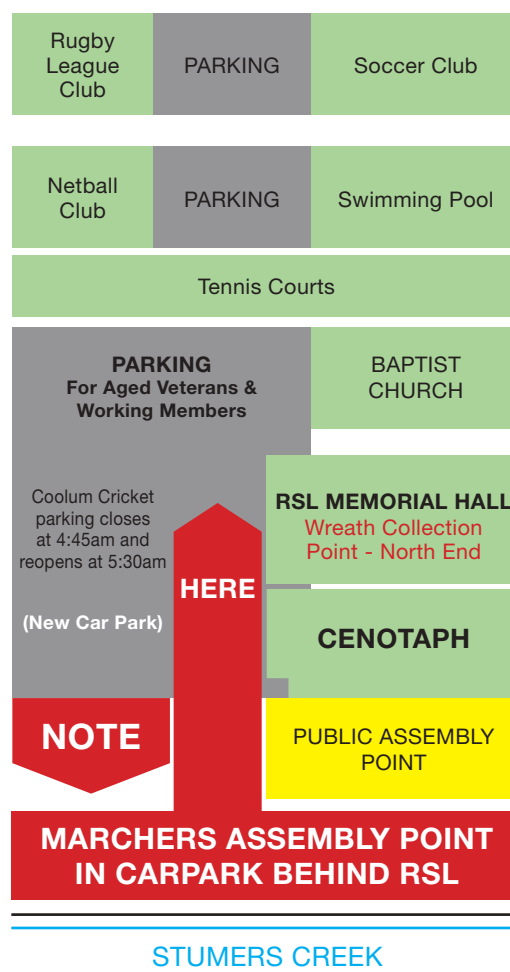 Rugby
League
Club
PARKING
Soccer Club
Netball
Club
PARKING
Swimming Pool
Tennis Courts
PARKING
For Aged Veterans &
Working Members
BAPTIST
CHURCH
Coolum Cricket
parking closes
at 4:45am and
reopens at 5:30am
(New Car Park)
HERE
RSL MEMORIAL HALL
Wreath Collection
Point - North End
CENOTAPH
NOTE
PUBLIC ASSEMBLY
POINT
MARCHERS ASSEMBLY POINT
IN CARPARK BEHIND RSL
STUMERS CREEK